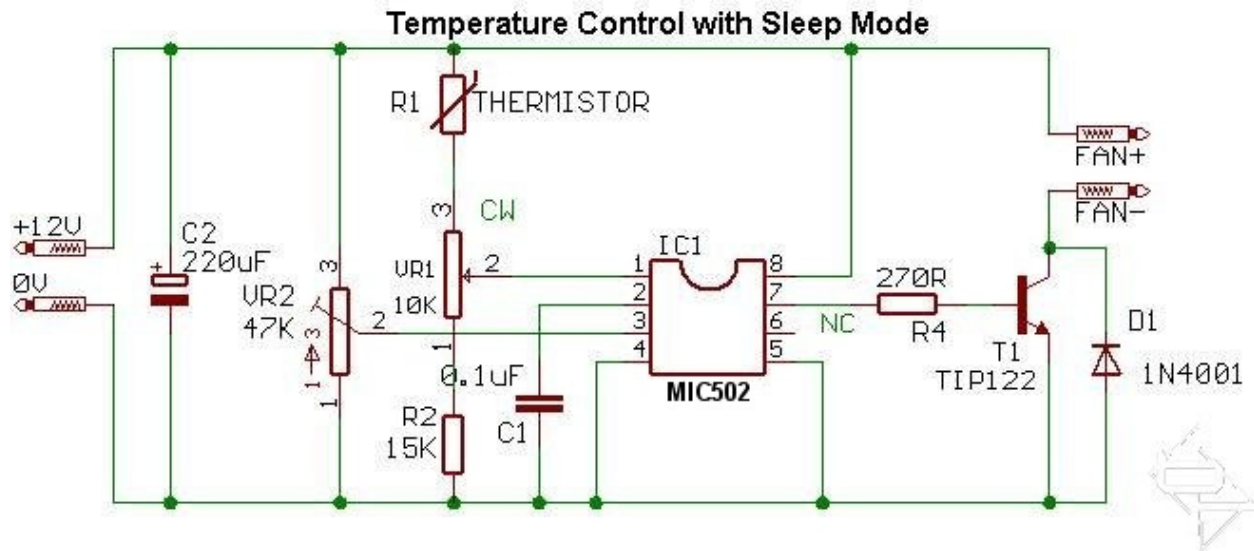 Temperature Control with Sleep Mode
R1 THERMISTOR
FAN+
FAN-
+12V
0V
C2
220uF
3
CW
VR1
10K
2
1
3
VR2
47K
2
3
1
1
0.1uF
C1
R2
15K
IC1
1
2
3
4
8
7
6
5
MIC502
NC
270R
R4
T1
TIP122
D1
1N4001